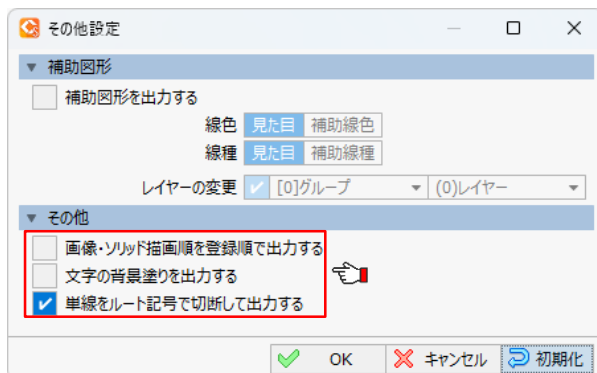 その他設定
補助図形
補助図形を出力する
線色 見た目 補助線色
線種 見た目 補助線種
レイヤーの変更 [0]グループ (0)レイヤー
その他
画像・ソリッド描画順を登録順で出力する
文字の背景塗りを出力する
単線をルート記号で切断して出力する
OK キャンセル 初期化